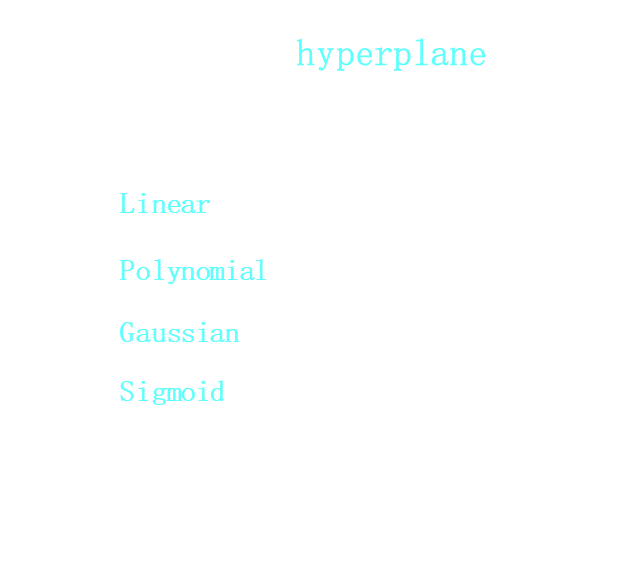 hyperplane
Linear
Polynomial
Gaussian
Sigmoid